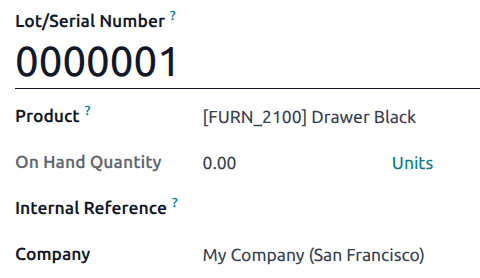 Lot/Serial Number ?
0000001
Product ? [FURN_2100] Drawer Black
On Hand Quantity 0.00 Units
Internal Reference ?
Company My Company (San Francisco)